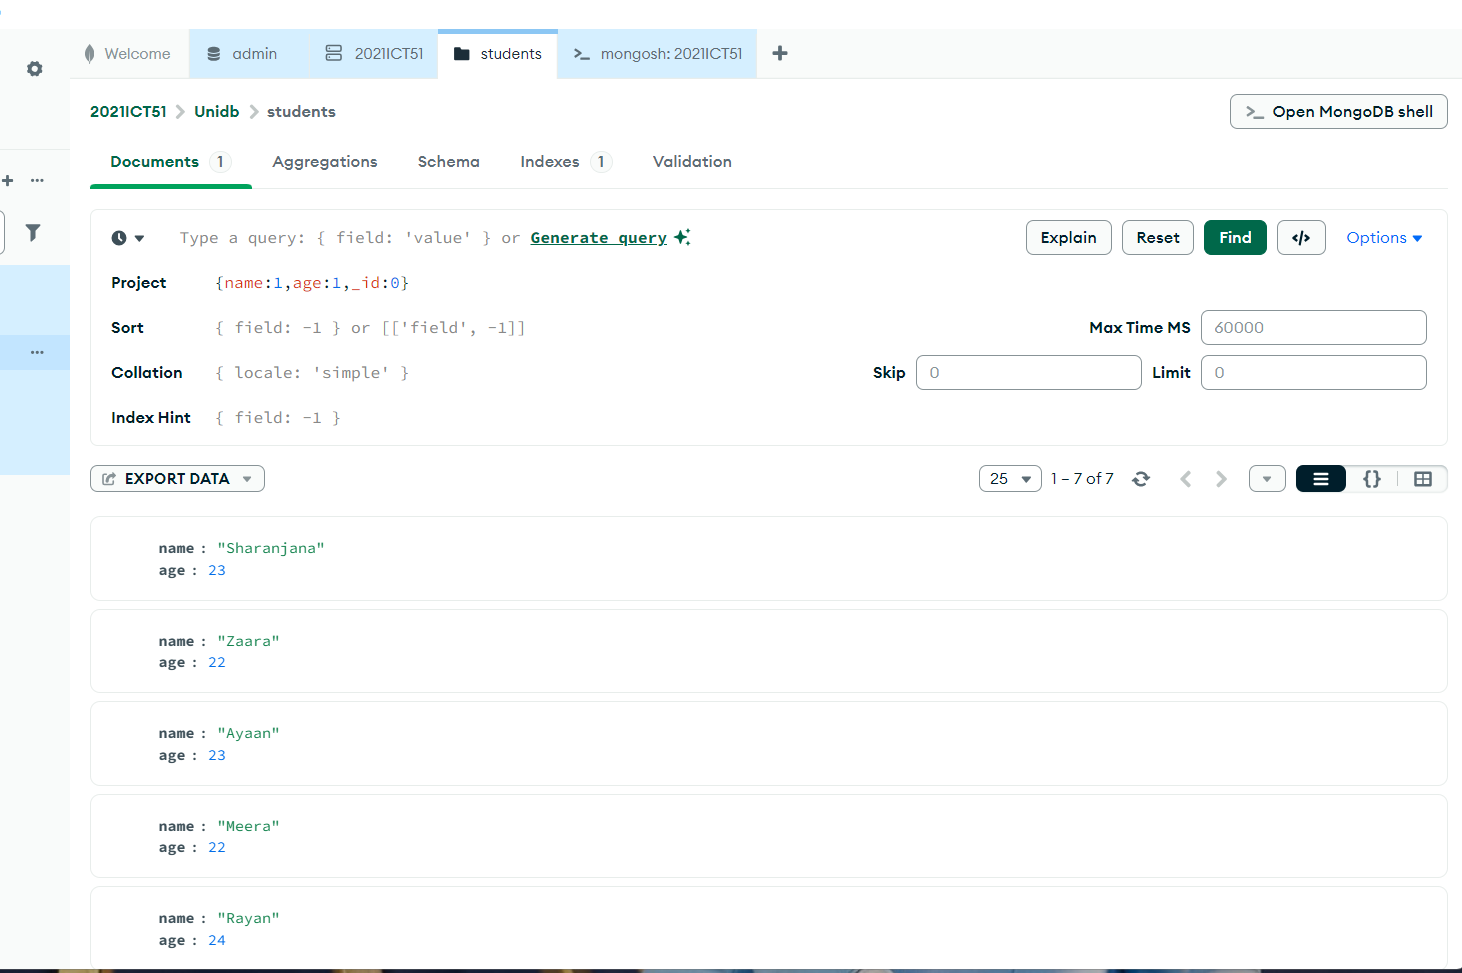 Welcome admin 2021ICT51 students mongosh: 2021ICT51
2021ICT51 Unidb students
Open MongoDB shell
Documents 1 Aggregations Schema Indexes 1 Validation
Type a query: { field: 'value' } or Generate query
Explain Reset Find </> Options
Project {name:1,age:1,_id:0}
Sort { field: -1 } or [['field', -1]]
Max Time MS 60000
Collation { locale: 'simple' }
Skip 0 Limit 0
Index Hint { field: -1 }
EXPORT DATA 25 1 – 7 of 7 {}
name : "Sharanjana"
age : 23
name : "Zaara"
age : 22
name : "Ayaan"
age : 23
name : "Meera"
age : 22
name : "Rayan"
age : 24